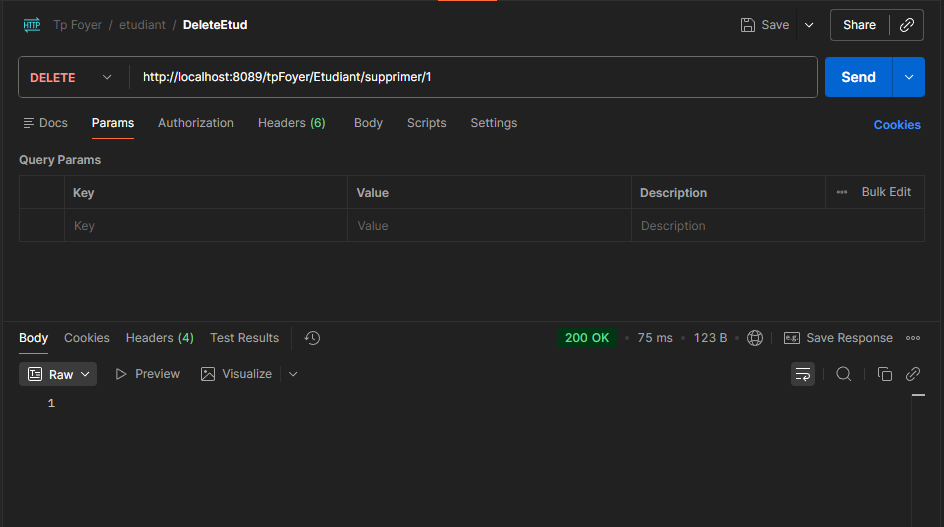 HTTP Tp Foyer / etudiant / DeleteEtud Save Share
DELETE http://localhost:8089/tpFoyer/Etudiant/supprimer/1 Send
Docs Params Authorization Headers (6) Body Scripts Settings Cookies
Query Params
Key Value Description ••• Bulk Edit
Key Value Description
Body Cookies Headers (4) Test Results 200 OK • 75 ms • 123 B • e.g. Save Response •••
Raw Preview Visualize
1